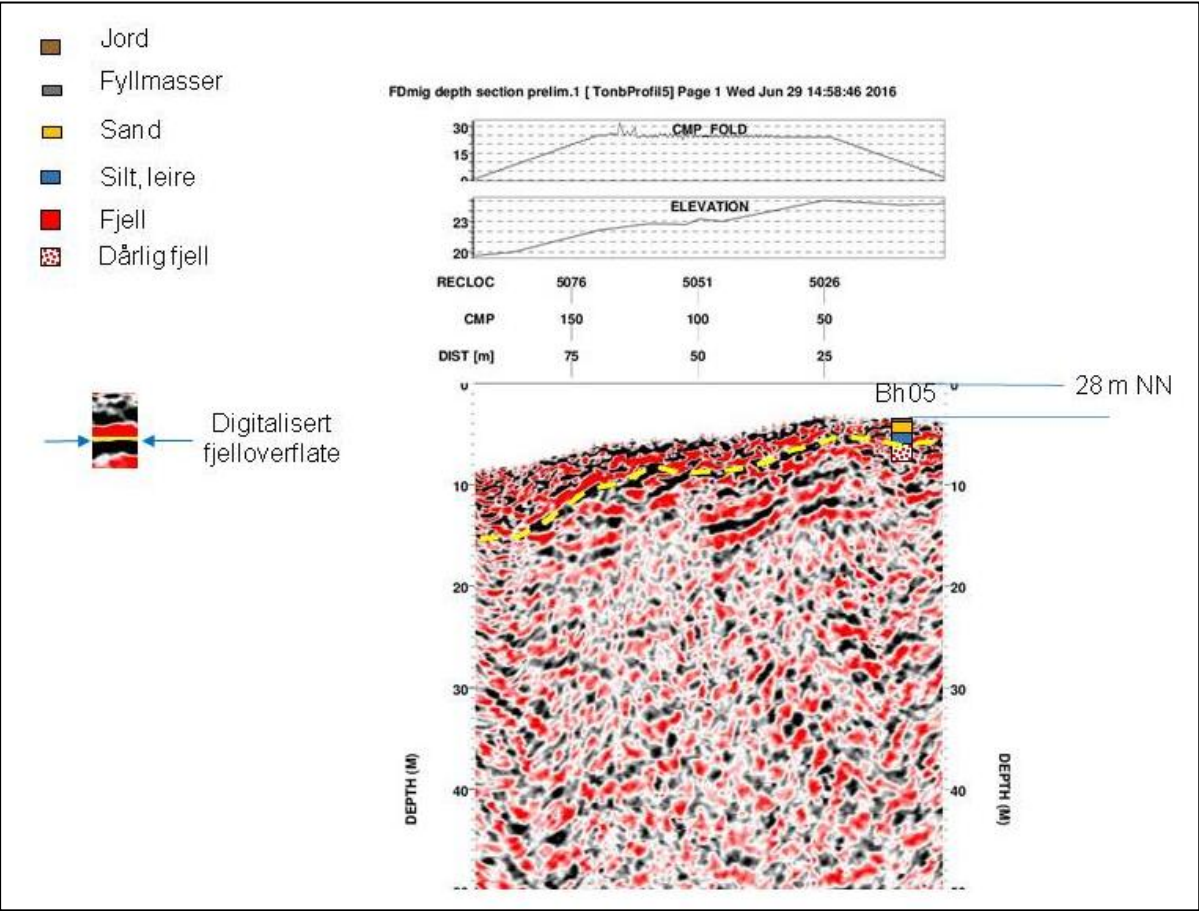 Jord
Fyllmasser
Sand
Silt, leire
Fjell
Dårlig fjell
FDmig depth section prelim.1 [ TonbProfil5] Page 1 Wed Jun 29 14:58:46 2016
CMP_FOLD
30
15
0
ELEVATION
23
20
RECLOC 5076 5051 5026
CMP 150 100 50
DIST [m] 75 50 25
0 0
28 m NN
Bh 05
Digitalisert
fjelloverflate
10 10
20 20
30 30
40 40
DEPTH (M) DEPTH (M)